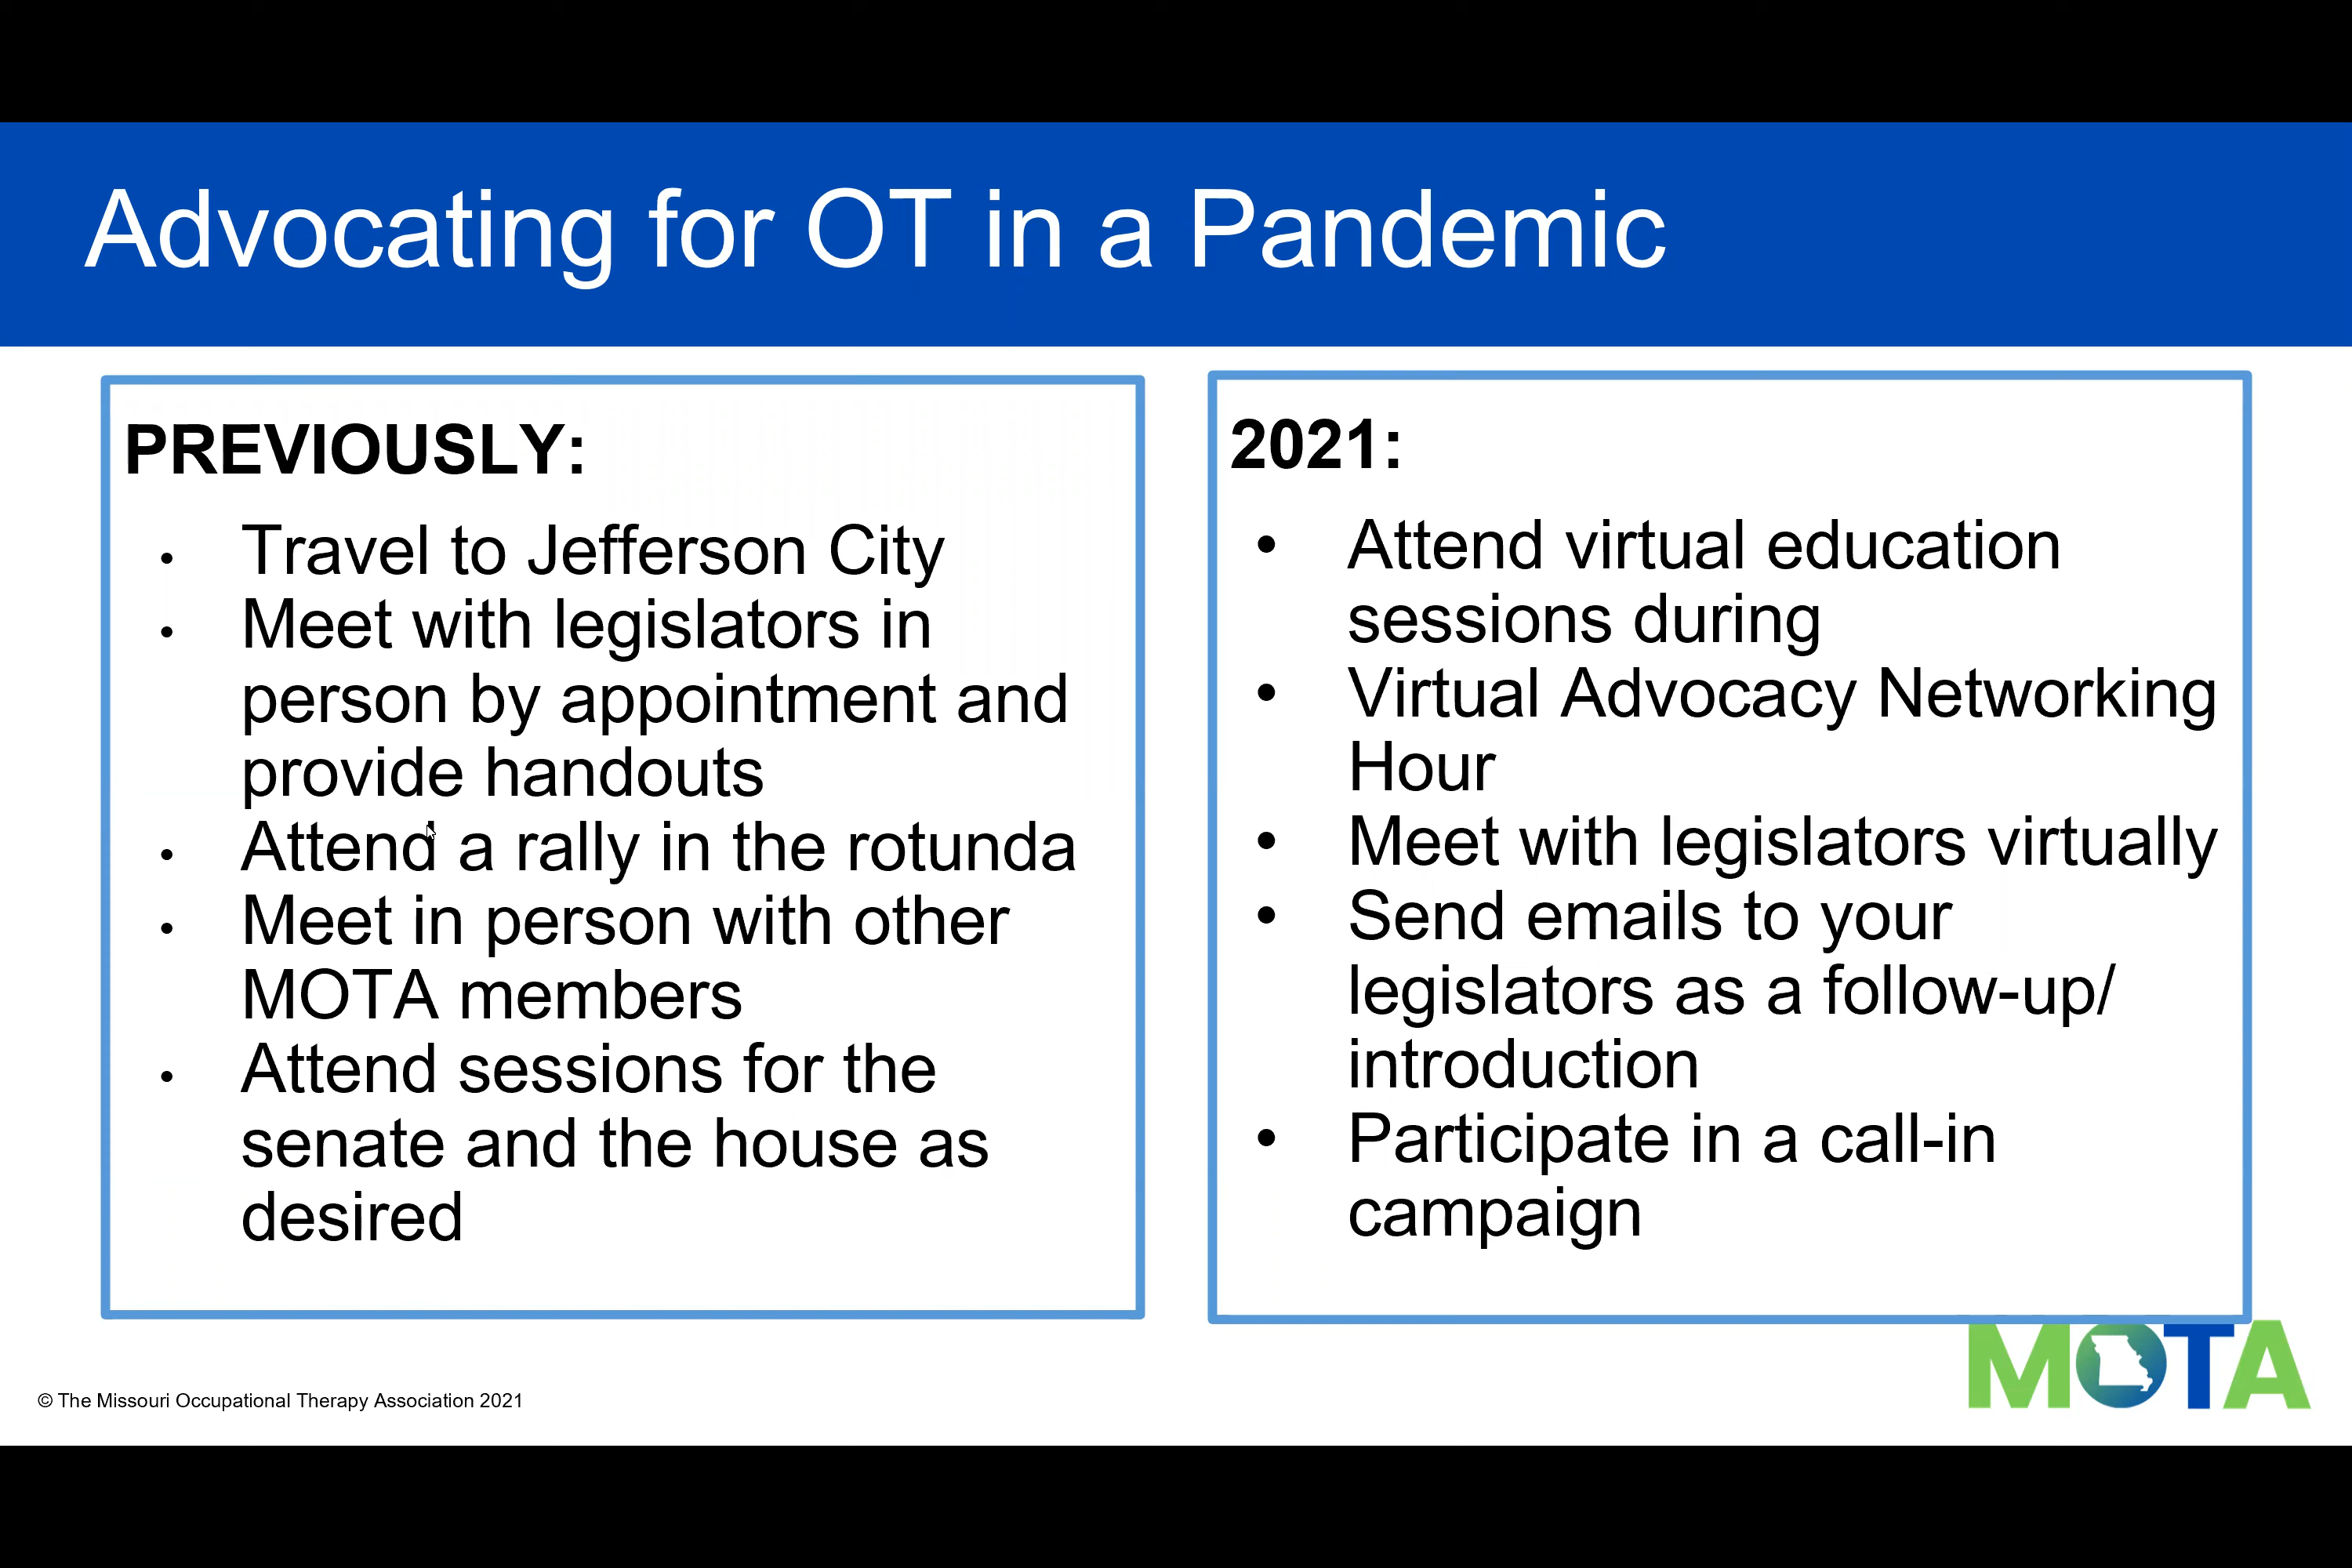 Advocating for OT in a Pandemic
PREVIOUSLY:
• Travel to Jefferson City
• Meet with legislators in
person by appointment and
provide handouts
• Attend a rally in the rotunda
• Meet in person with other
MOTA members
• Attend sessions for the
senate and the house as
desired
2021:
• Attend virtual education
sessions during
• Virtual Advocacy Networking
Hour
• Meet with legislators virtually
• Send emails to your
legislators as a follow-up/
introduction
• Participate in a call-in
campaign
© The Missouri Occupational Therapy Association 2021
MOTA